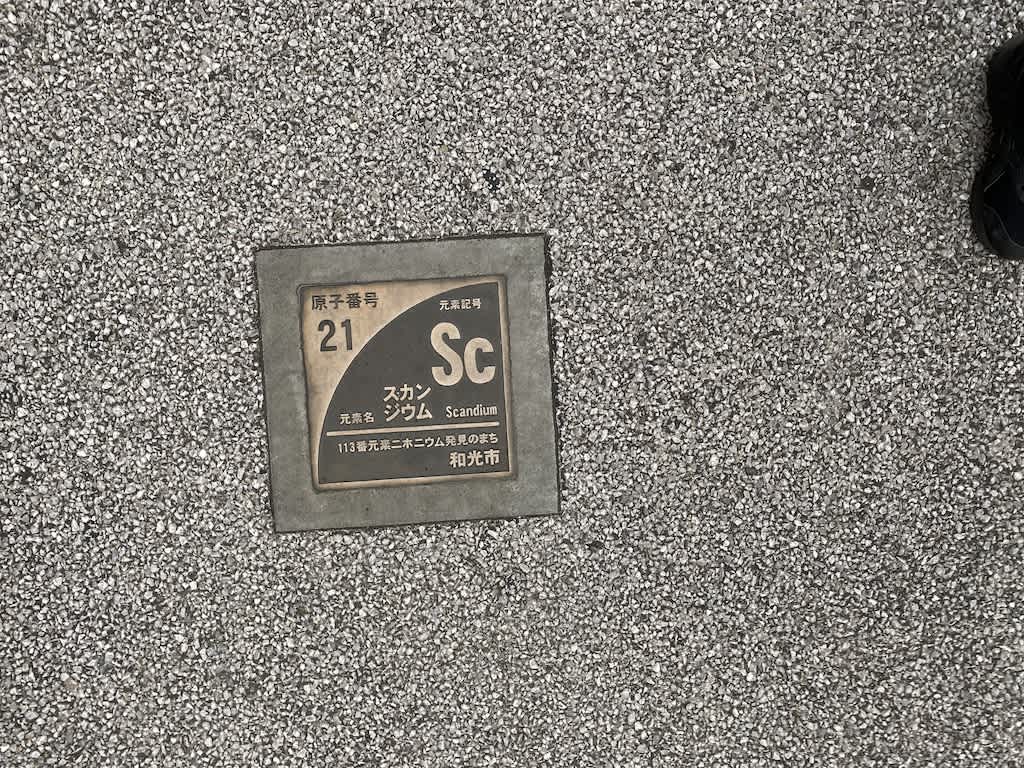 原子番号
21
元素記号
Sc
元素名 スカンジウム Scandium
113番元素ニホニウム発見のまち
和光市